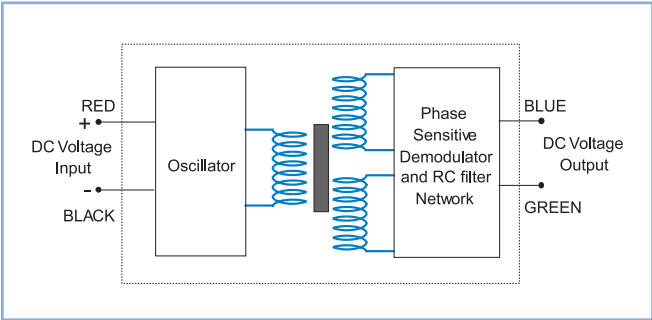 RED
+
DC Voltage
Input
-
BLACK
Oscillator
Phase
Sensitive
Demodulator
and RC filter
Network
BLUE
DC Voltage
Output
GREEN